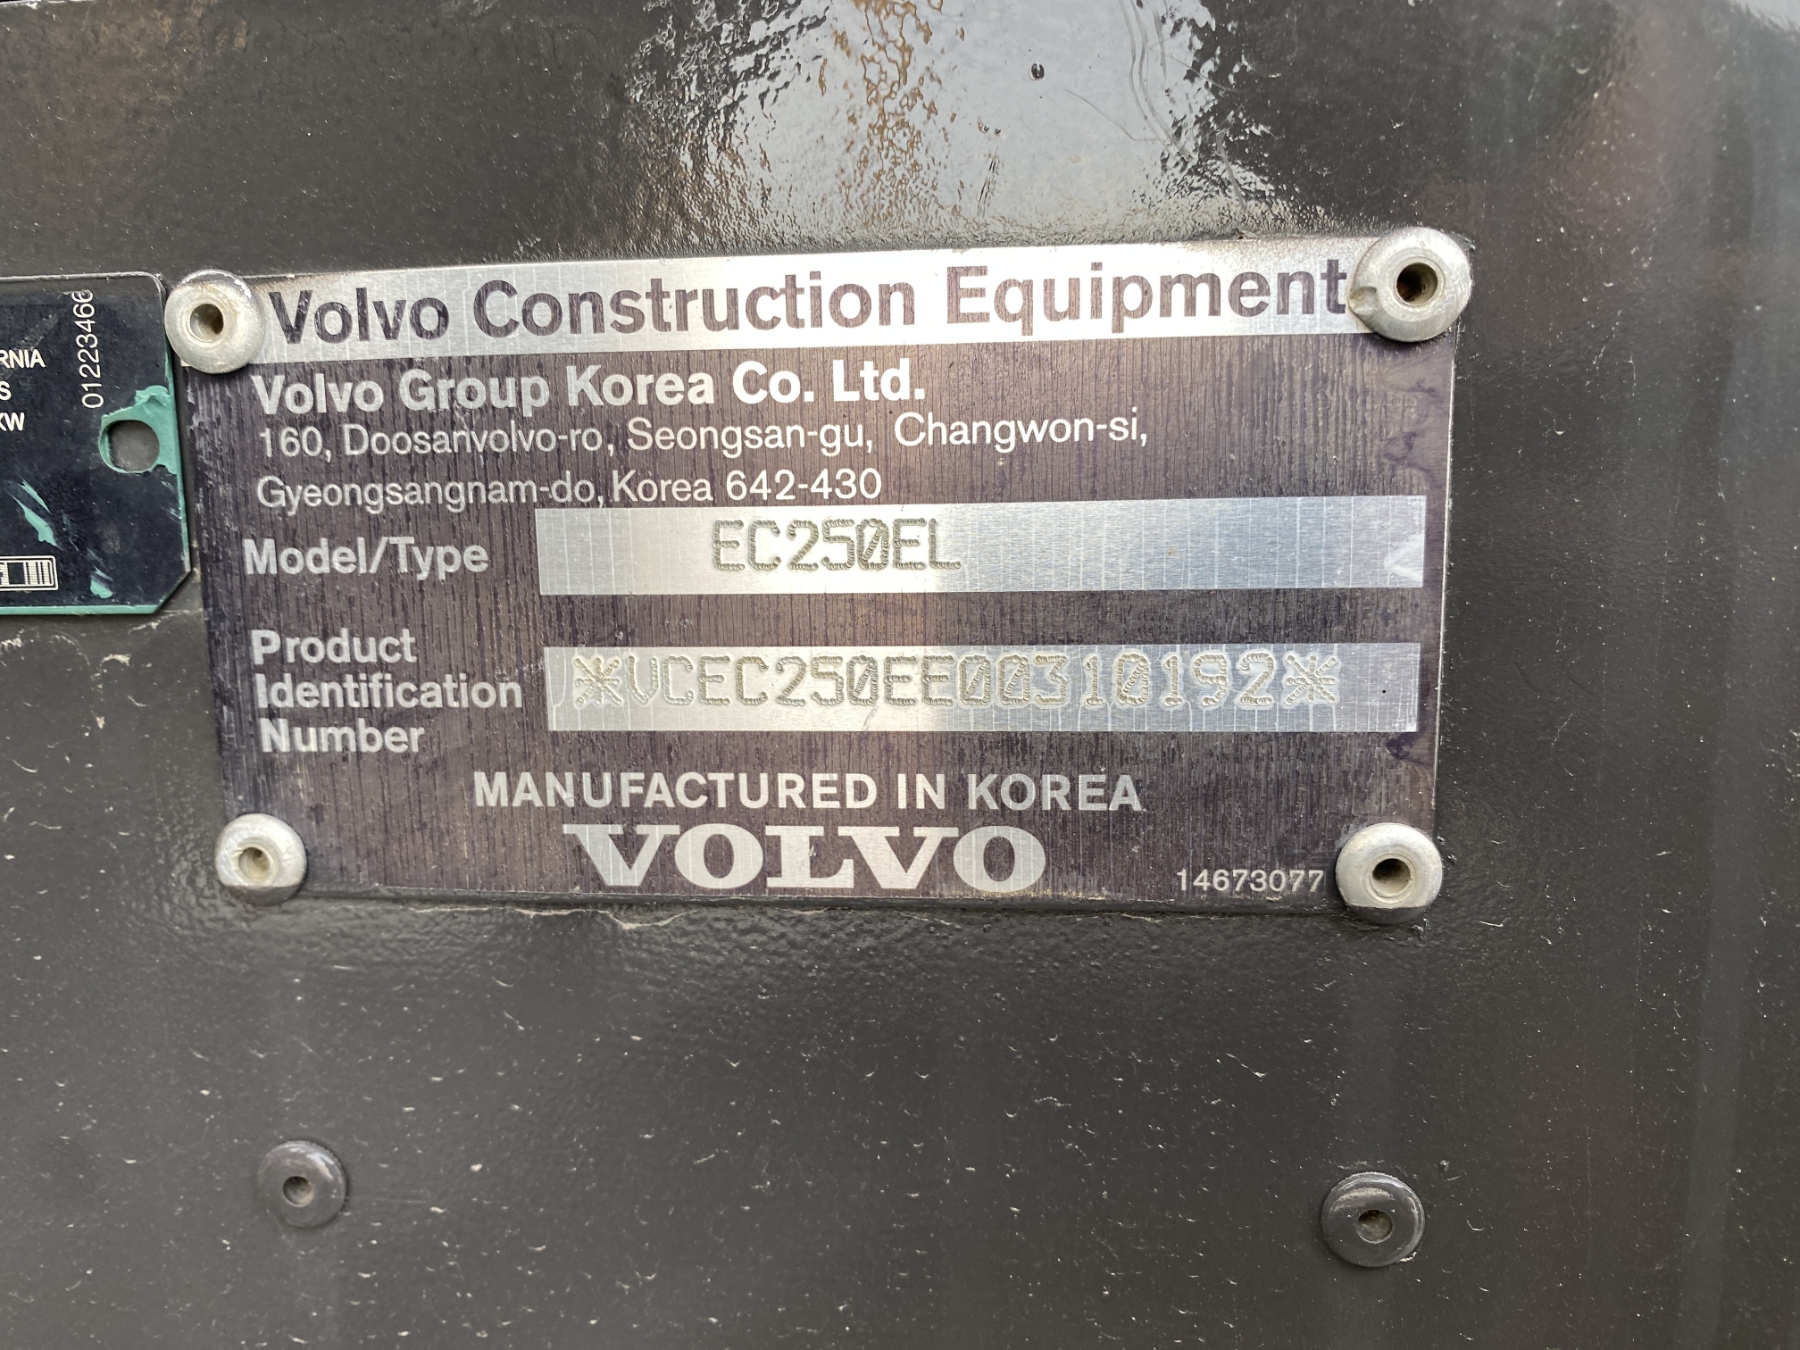 RNIA
S
KW
01223466
Volvo Construction Equipment
Volvo Group Korea Co. Ltd.
160, Doosanvolvo-ro, Seongsan-gu, Changwon-si,
Gyeongsangnam-do, Korea 642-430
Model/Type EC250EL
Product
Identification *VCEC250EE00310192*
Number
MANUFACTURED IN KOREA
VOLVO
14673077